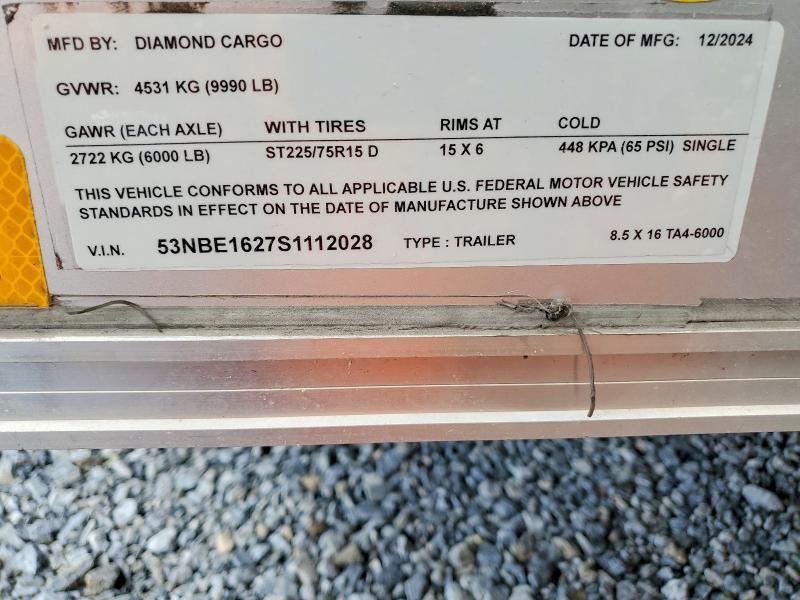 MFD BY: DIAMOND CARGO DATE OF MFG: 12/2024
GVWR: 4531 KG (9990 LB)
GAWR (EACH AXLE) WITH TIRES RIMS AT COLD
2722 KG (6000 LB) ST225/75R15 D 15 X 6 448 KPA (65 PSI) SINGLE
THIS VEHICLE CONFORMS TO ALL APPLICABLE U.S. FEDERAL MOTOR VEHICLE SAFETY
STANDARDS IN EFFECT ON THE DATE OF MANUFACTURE SHOWN ABOVE
V.I.N. 53NBE1627S1112028 TYPE : TRAILER 8.5 X 16 TA4-6000